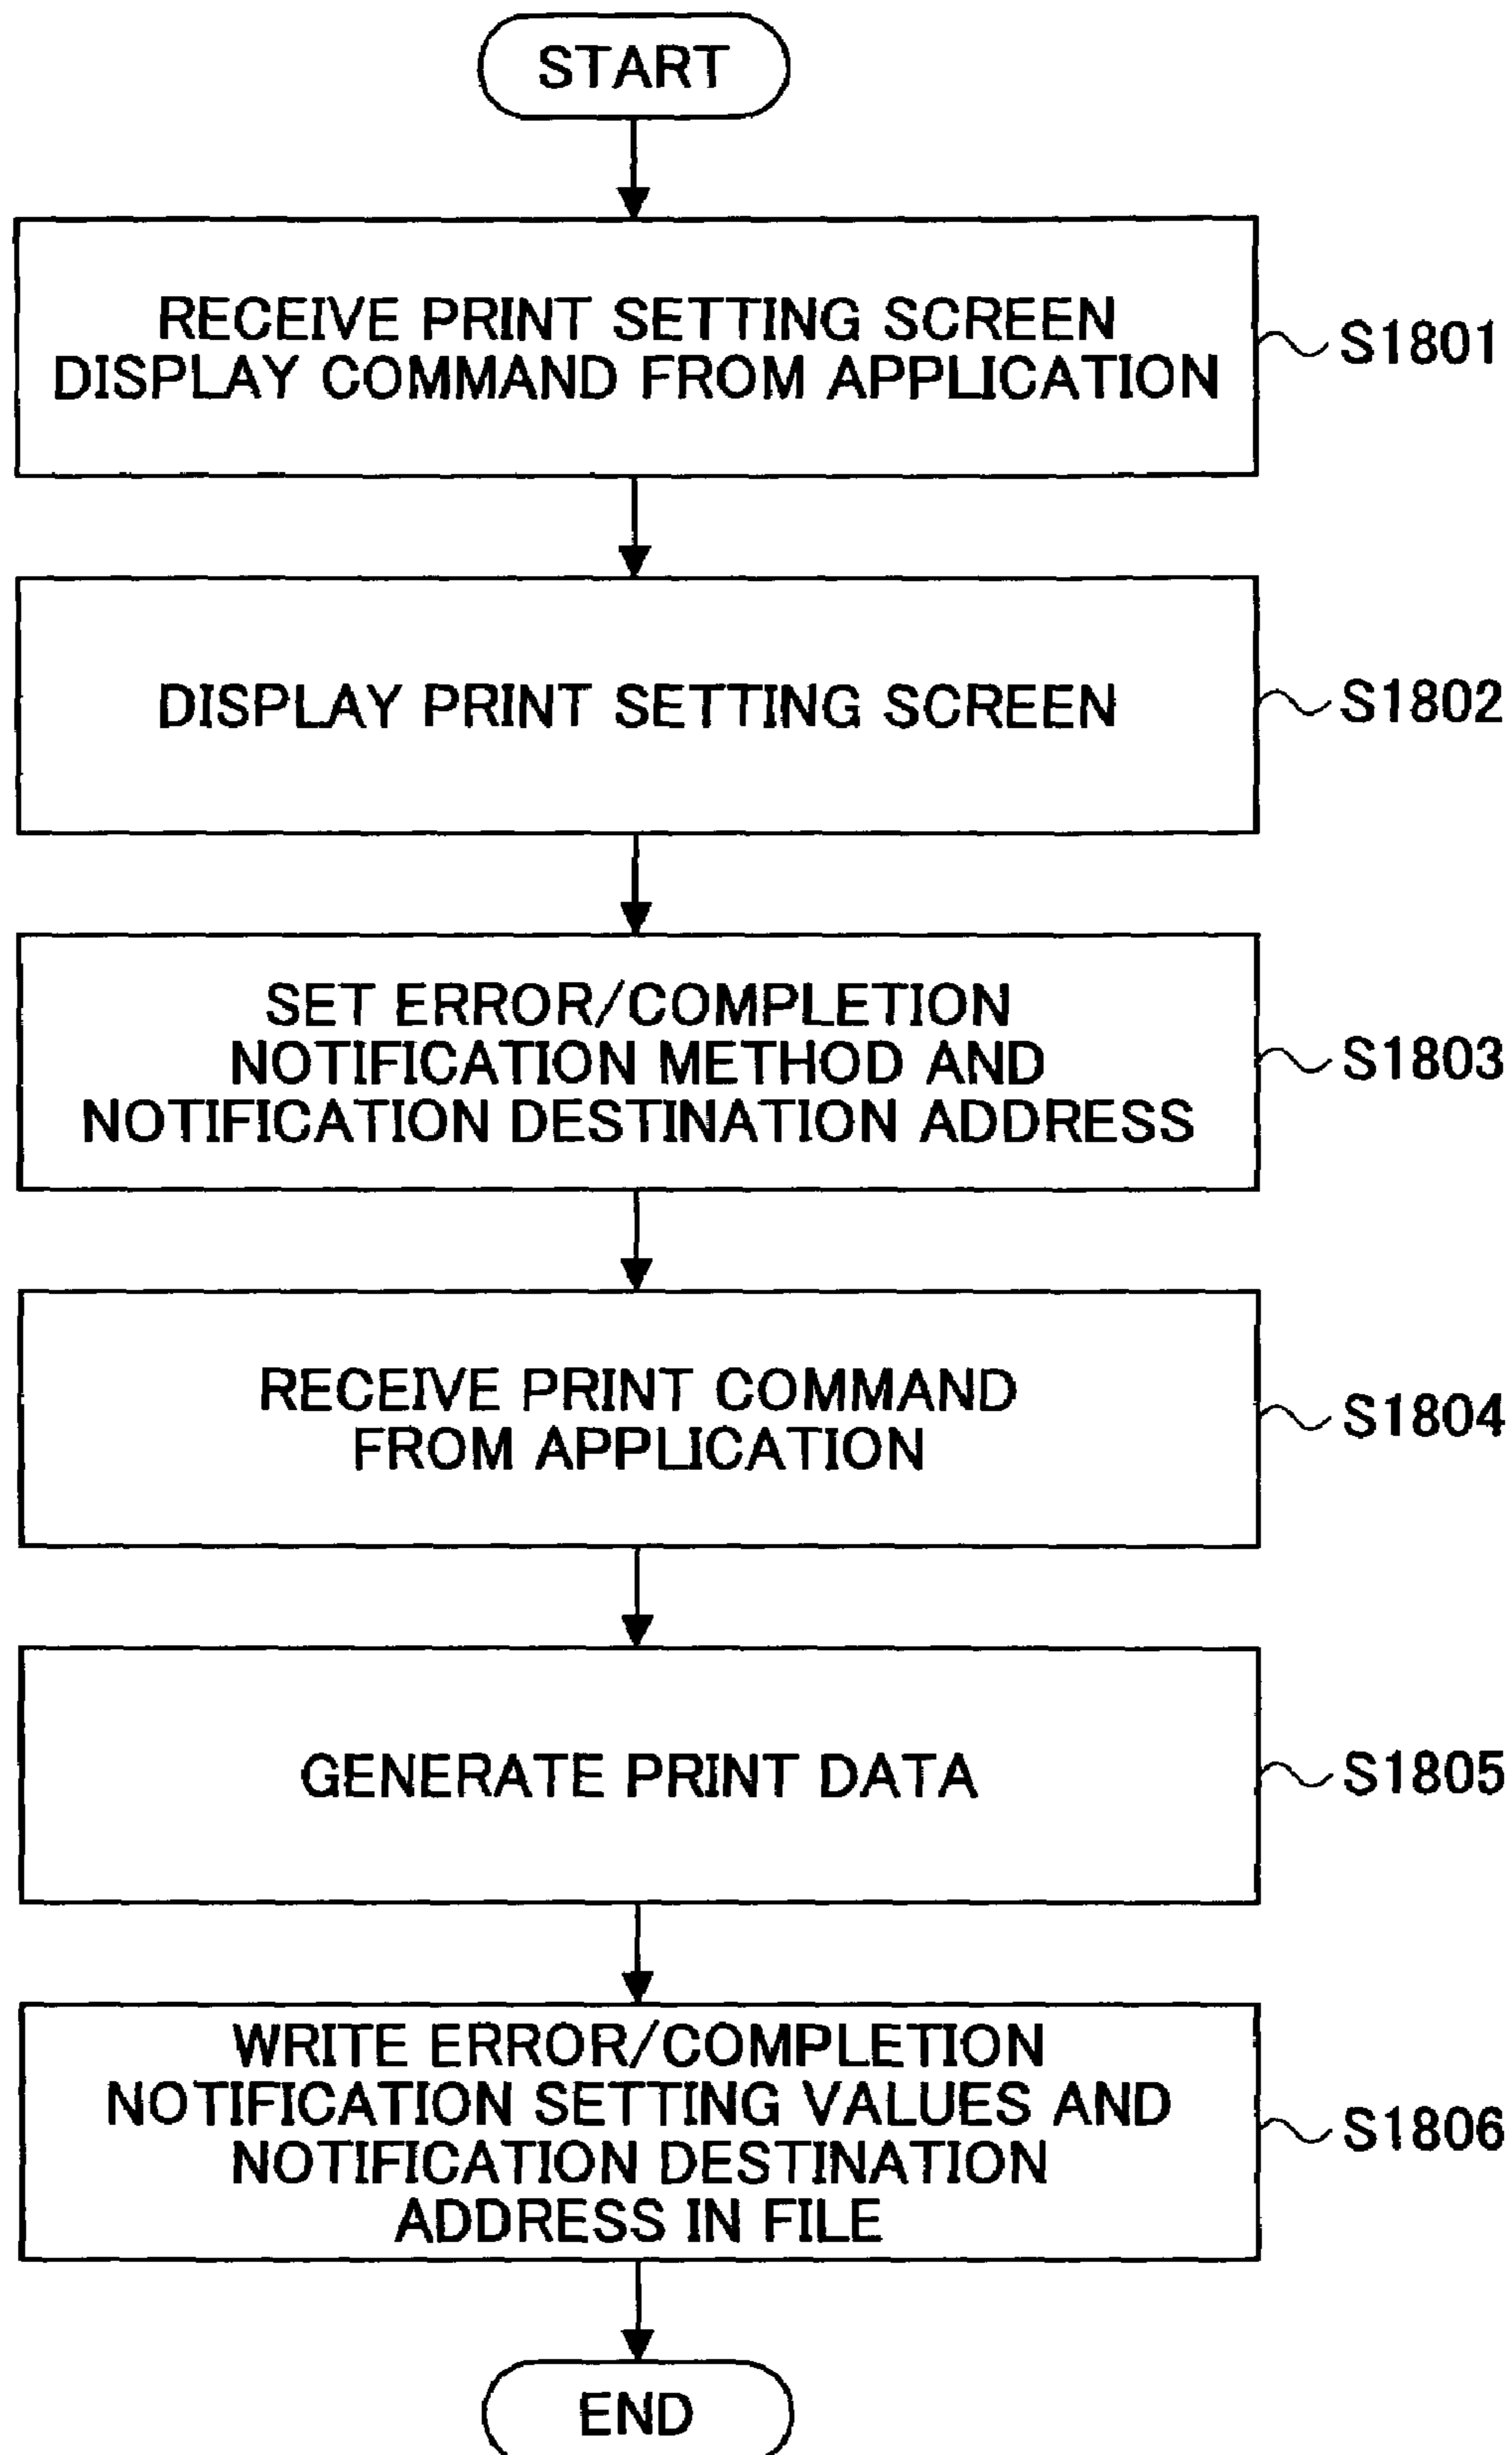 START
RECEIVE PRINT SETTING SCREEN
DISPLAY COMMAND FROM APPLICATION
S1801
DISPLAY PRINT SETTING SCREEN
S1802
SET ERROR/COMPLETION
NOTIFICATION METHOD AND
NOTIFICATION DESTINATION ADDRESS
S1803
RECEIVE PRINT COMMAND
FROM APPLICATION
S1804
GENERATE PRINT DATA
S1805
WRITE ERROR/COMPLETION
NOTIFICATION SETTING VALUES AND
NOTIFICATION DESTINATION
ADDRESS IN FILE
S1806
END